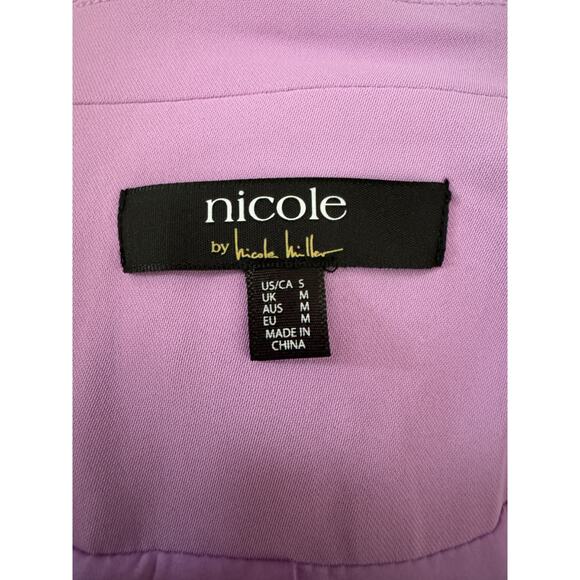 nicole
by nicole miller
US/CA S
UK M
AUS M
EU M
MADE IN
CHINA